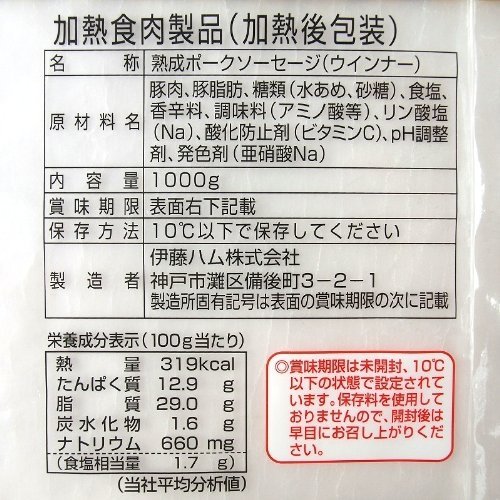 加熱食肉製品(加熱後包装)
名称 熟成ポークソーセージ(ウインナー)
原材料名 豚肉、豚脂肪、糖類(水あめ、砂糖)、食塩、
香辛料、調味料(アミノ酸等)、リン酸塩
(Na)、酸化防止剤(ビタミンC)、pH調整
剤、発色剤(亜硝酸Na)
内容量 1000g
賞味期限 表面右下記載
保存方法 10℃以下で保存してください
製造者 伊藤ハム株式会社
神戸市灘区備後町3-2-1
製造所固有記号は表面の賞味期限の次に記載
栄養成分表示(100g当たり)
熱量 319kcal
たんぱく質 12.9 g
脂質 29.0 g
炭水化物 1.6 g
ナトリウム 660 mg
(食塩相当量 1.7 g)
(当社平均分析値)
◎賞味期限は未開封、10℃
以下の状態で設定されて
います。保存料を使用して
おりませんので、開封後は
早目にお召し上がりくだ
さい。